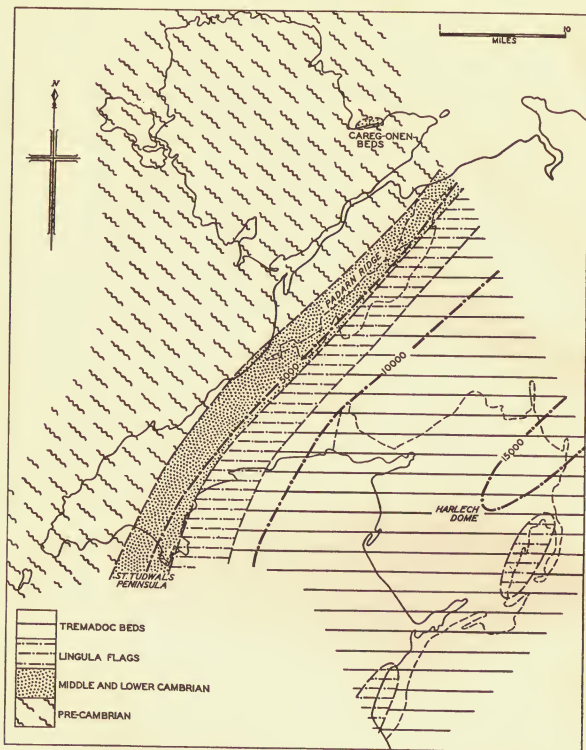 1
10
MILES
N
CAREG-ONEN
BEDS
PADARN RIDGE
5000
10000
15000
HARLECH
DOME
ST. TUDWAL'S
PENINSULA
TREMADOC BEDS
LINGULA FLAGS
MIDDLE AND LOWER CAMBRIAN
PRE-CAMBRIAN